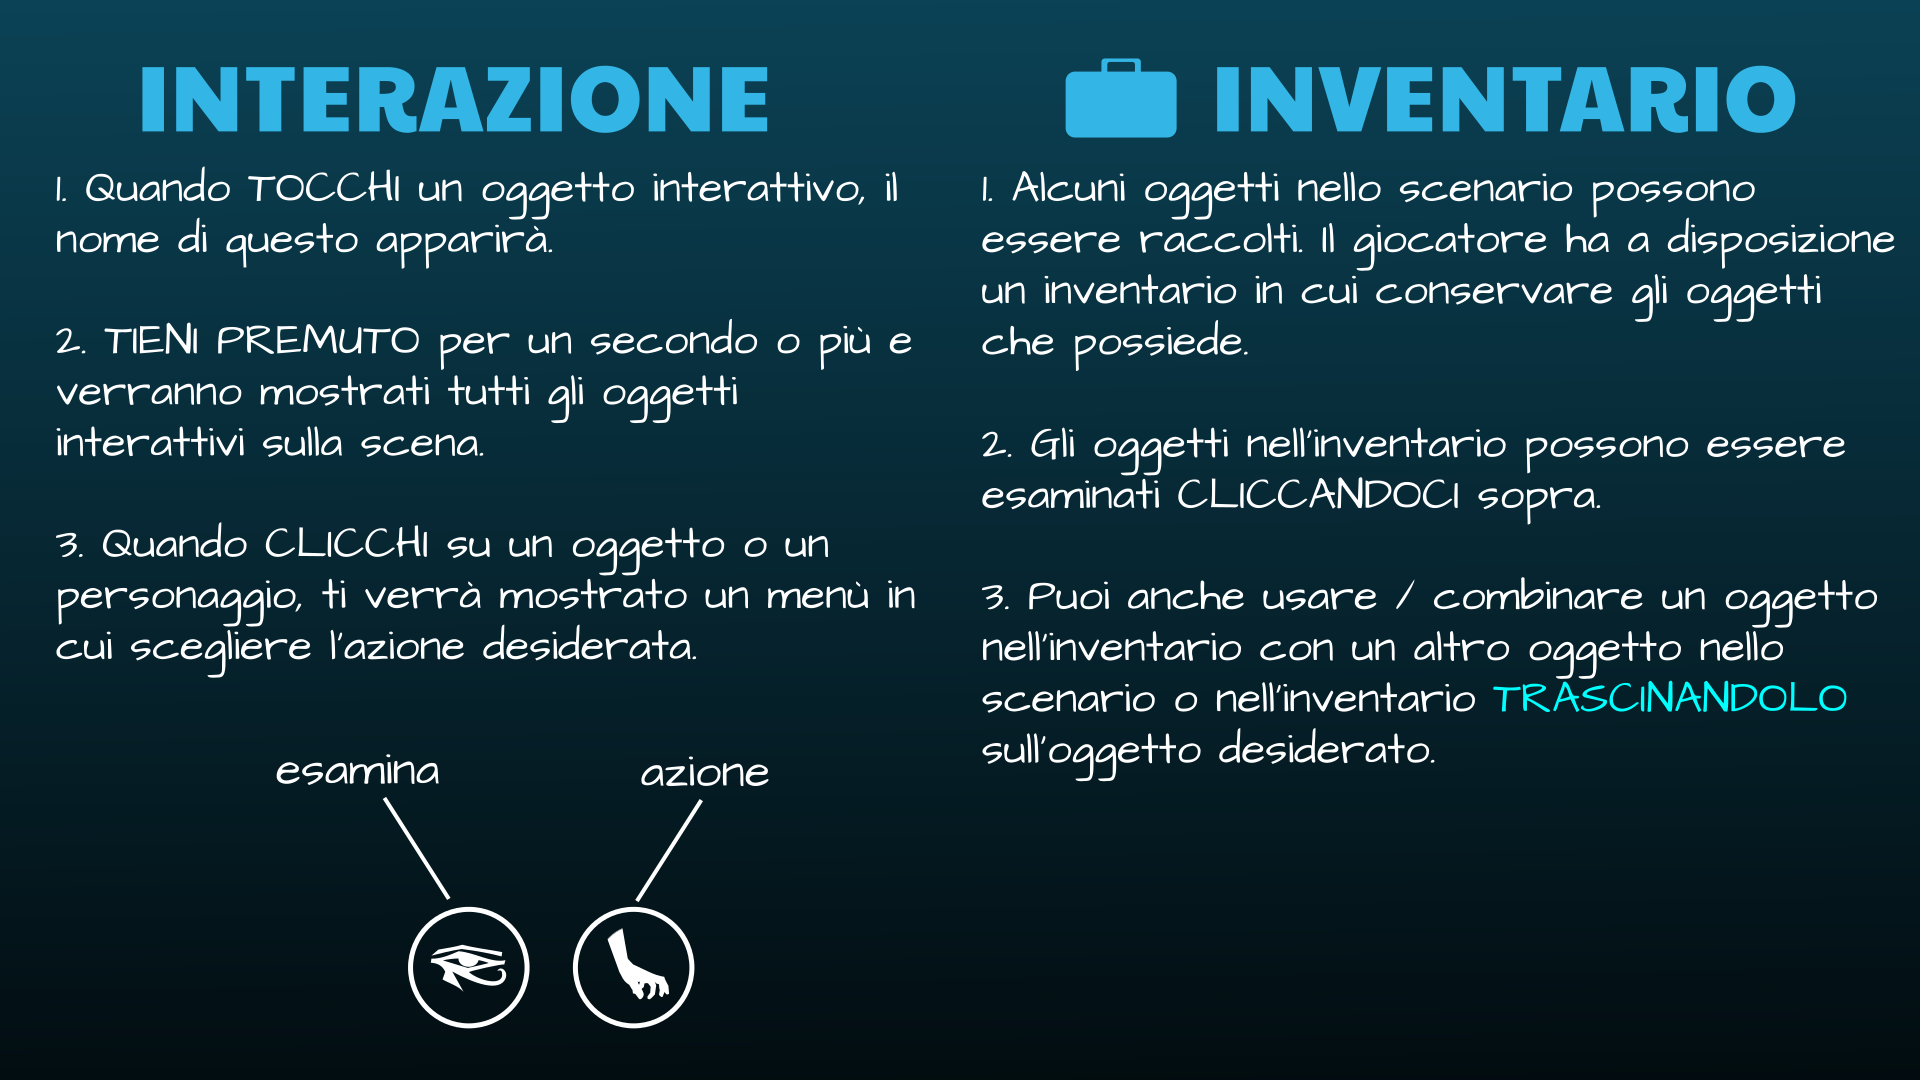 INTERAZIONE
1. Quando TOCCHI un oggetto interattivo, il
nome di questo apparirà.
2. TIENI PREMUTO per un secondo o più e
verranno mostrati tutti gli oggetti
interattivi sulla scena.
3. Quando CLICCHI su un oggetto o un
personaggio, ti verrà mostrato un menù in
cui scegliere l'azione desiderata.
esamina
azione
INVENTARIO
1. Alcuni oggetti nello scenario possono
essere raccolti. Il giocatore ha a disposizione
un inventario in cui conservare gli oggetti
che possiede.
2. Gli oggetti nell'inventario possono essere
esaminati CLICCANDOCI sopra.
3. Puoi anche usare / combinare un oggetto
nell'inventario con un altro oggetto nello
scenario o nell'inventario TRASCINANDOLO
sull'oggetto desiderato.